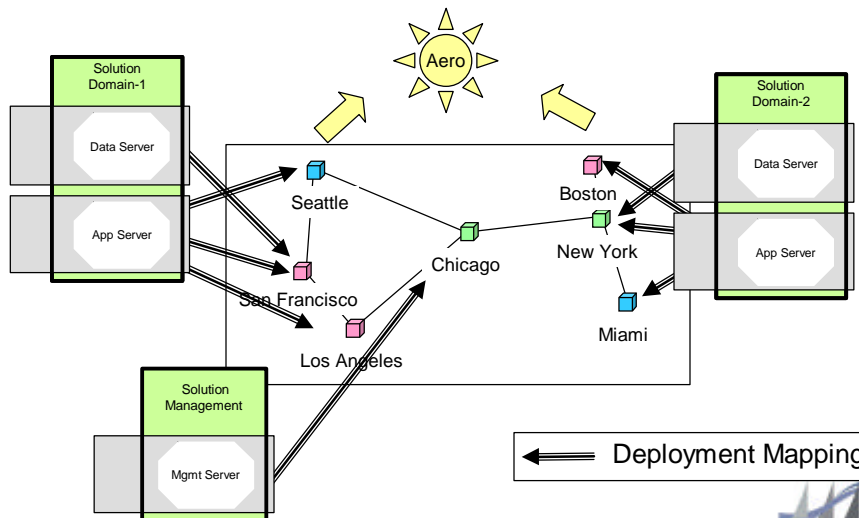 Aero
Solution
Domain-1
Data Server
App Server
Solution
Domain-2
Data Server
App Server
Seattle
Boston
New York
Chicago
San Francisco
Miami
Los Angeles
Solution
Management
Mgmt Server
Deployment Mapping